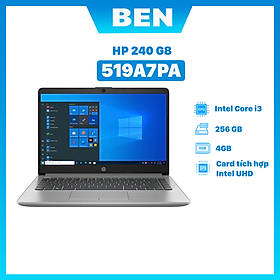 BEN
HP 240 G8
519A7PA
Intel Core i3
256 GB
4GB
Card tích hợp
Intel UHD